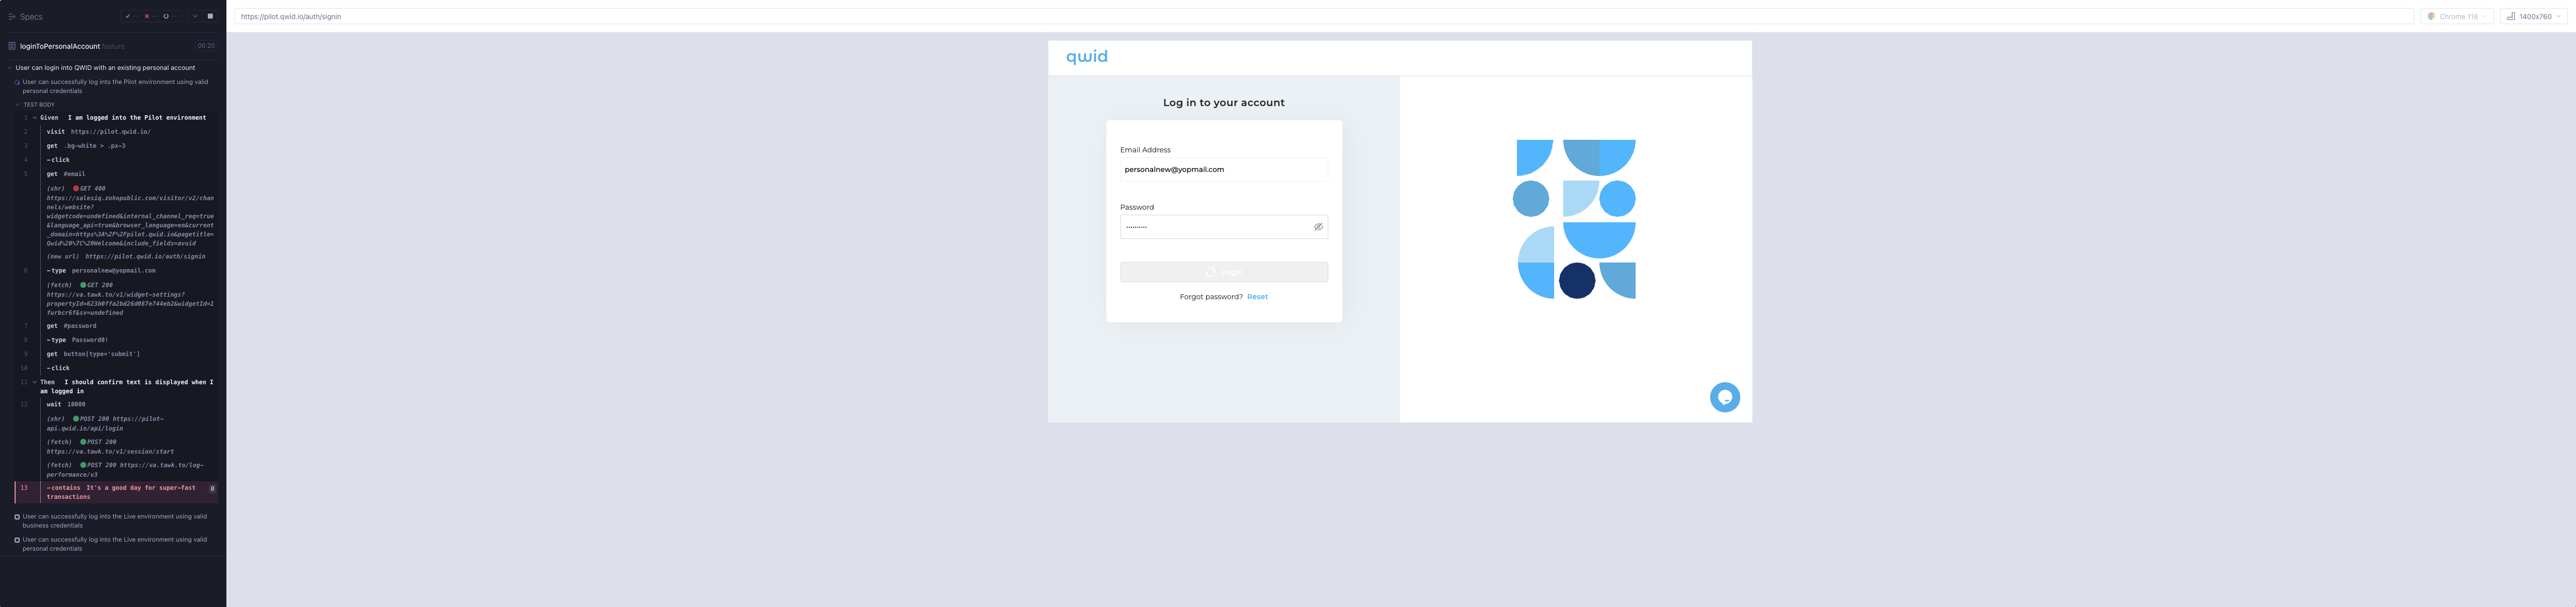 Specs
✓ -- ✕ -- --
loginToPersonalAccount feature 00:20
User can login into QWID with an existing personal account
User can successfully log into the Pilot environment using valid
personal credentials
TEST BODY
1 Given I am logged into the Pilot environment
2 visit https://pilot.qwid.io/
3 get .bg-white > .px-3
4 -click
5 get #email
(xhr) GET 400
https://salesiq.zohopublic.com/visitor/v2/chan
nels/website?
widgetcode=undefined&internal_channel_req=true
&language_api=true&browser_language=en&current
_domain=https%3A%2F%2Fpilot.qwid.io&pagetitle=
Qwid%20%7C%20Welcome&include_fields=avoid
(new url) https://pilot.qwid.io/auth/signin
6 -type personalnew@yopmail.com
(fetch) GET 200
https://va.tawk.to/v1/widget-settings?
propertyId=623b0ffa2bd26d087e744eb2&widgetId=1
furbcr6f&sv=undefined
7 get #password
8 -type Password0!
9 get button[type='submit']
10 -click
11 Then I should confirm text is displayed when I
am logged in
12 wait 10000
(xhr) POST 200 https://pilot-
api.qwid.io/api/login
(fetch) POST 200
https://va.tawk.to/v1/session/start
(fetch) POST 200 https://va.tawk.to/log-
performance/v3
13 -contains It's a good day for super-fast 0
transactions
User can successfully log into the Live environment using valid
business credentials
User can successfully log into the Live environment using valid
personal credentials
https://pilot.qwid.io/auth/signin
Chrome 118
1400x760
qwid
Log in to your account
Email Address
personalnew@yopmail.com
Password
Login
Forgot password? Reset